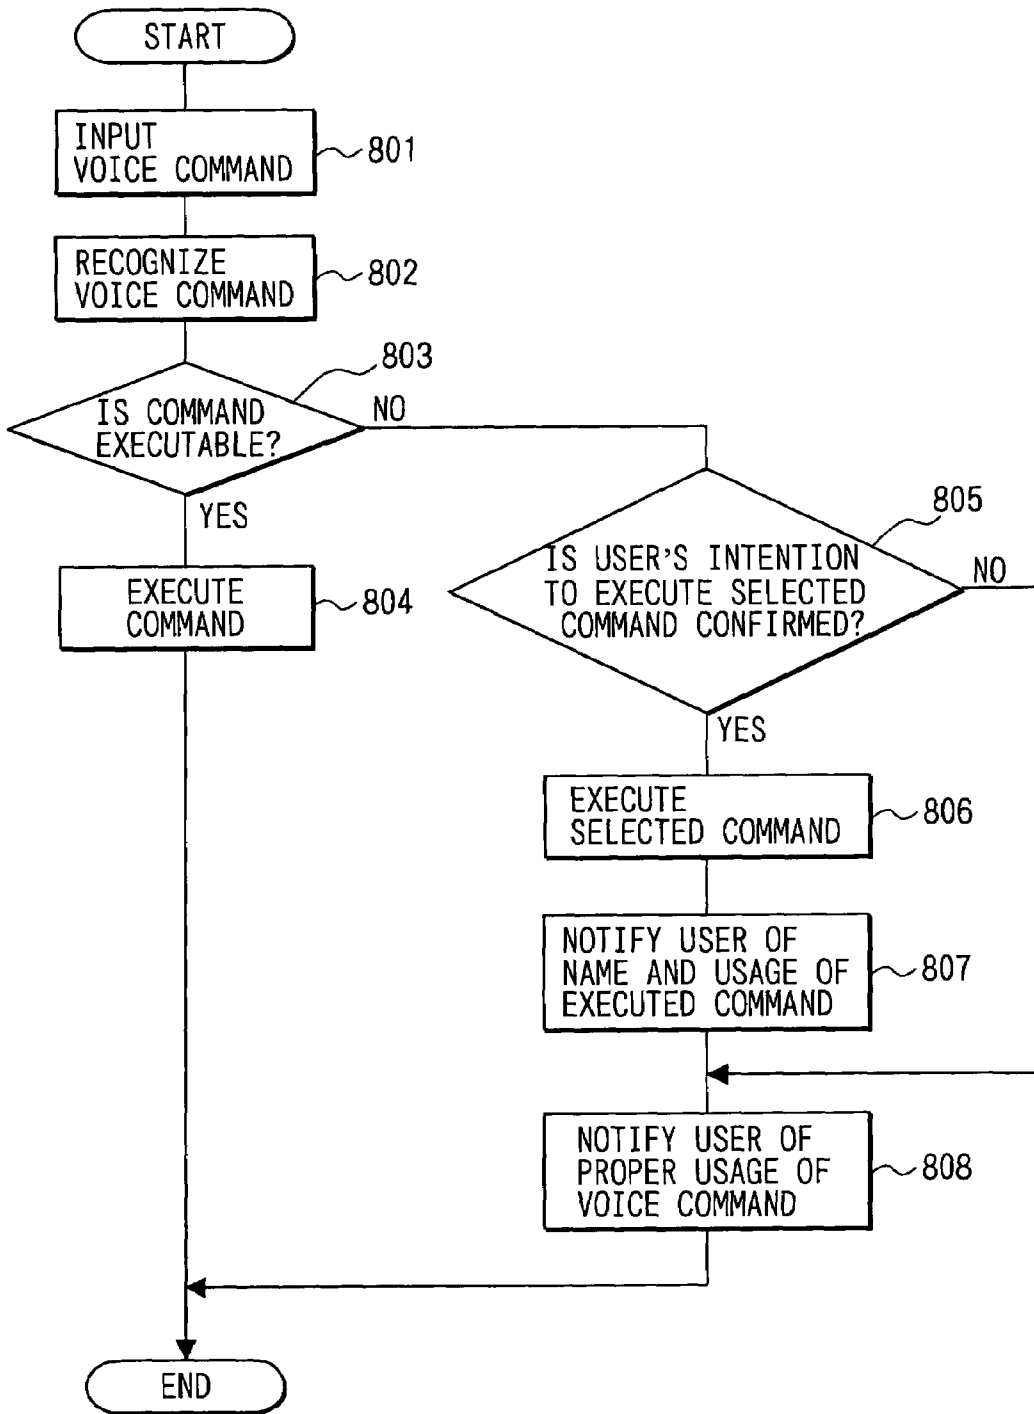 START
INPUT
VOICE COMMAND
801
RECOGNIZE
VOICE COMMAND
802
803
IS COMMAND
EXECUTABLE?
NO
YES
EXECUTE
COMMAND
804
805
IS USER'S INTENTION
TO EXECUTE SELECTED
COMMAND CONFIRMED?
NO
YES
EXECUTE
SELECTED COMMAND
806
NOTIFY USER OF
NAME AND USAGE OF
EXECUTED COMMAND
807
NOTIFY USER OF
PROPER USAGE OF
VOICE COMMAND
808
END